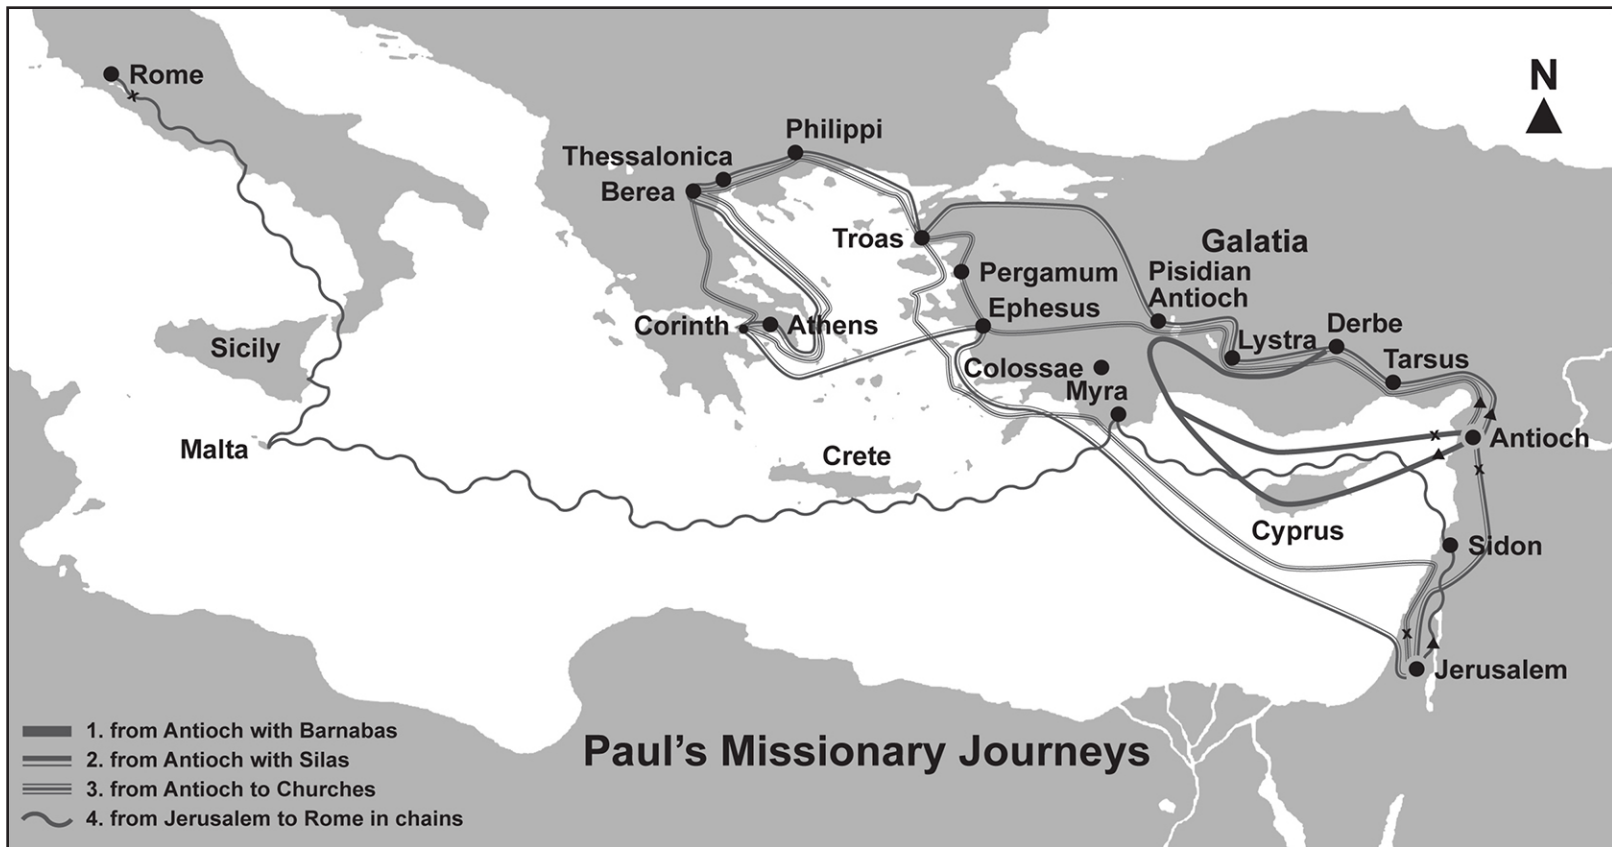 Rome
N
Philippi
Thessalonica
Berea
Troas
Galatia
Pergamum
Pisidian
Antioch
Ephesus
Corinth
Athens
Sicily
Lystra
Derbe
Tarsus
Colossae
Myra
Malta
Crete
Antioch
Cyprus
Sidon
Jerusalem
1. from Antioch with Barnabas
2. from Antioch with Silas
3. from Antioch to Churches
4. from Jerusalem to Rome in chains
Paul’s Missionary Journeys